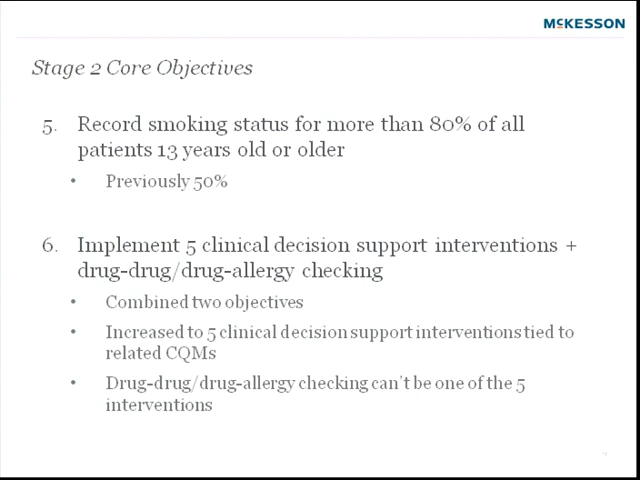 MCKESSON
Stage 2 Core Objectives
5. Record smoking status for more than 80% of all
patients 13 years old or older
• Previously 50%
6. Implement 5 clinical decision support interventions +
drug-drug/drug-allergy checking
• Combined two objectives
• Increased to 5 clinical decision support interventions tied to
related CQMs
• Drug-drug/drug-allergy checking can't be one of the 5
interventions